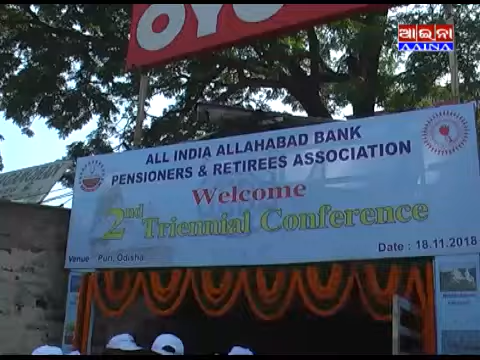 OYO
ଆଇନା
AAINA
ALL INDIA ALLAHABAD BANK
PENSIONERS & RETIREES ASSOCIATION
Welcome
2nd Triennial Conference
Venue Puri, Odisha
Date : 18.11.2018